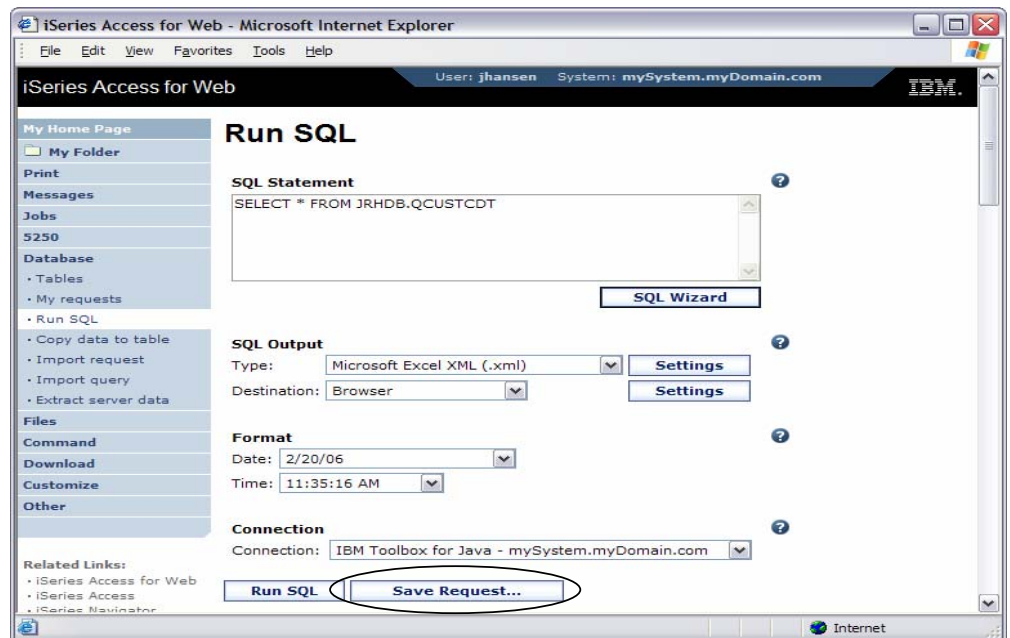 iSeries Access for Web - Microsoft Internet Explorer
File Edit View Favorites Tools Help
iSeries Access for Web
User: jhansen System: mySystem.myDomain.com
IBM.
My Home Page
My Folder
Print
Messages
Jobs
5250
Database
• Tables
• My requests
• Run SQL
• Copy data to table
• Import request
• Import query
• Extract server data
Files
Command
Download
Customize
Other
Related Links:
• iSeries Access for Web
• iSeries Access
• iSeries Navigator
Run SQL
SQL Statement
?
SELECT * FROM JRHDB.QCUSTCDT
SQL Wizard
SQL Output
?
Type: Microsoft Excel XML (.xml) Settings
Destination: Browser Settings
Format
?
Date: 2/20/06
Time: 11:35:16 AM
Connection
?
Connection: IBM Toolbox for Java - mySystem.myDomain.com
Run SQL Save Request...
Internet